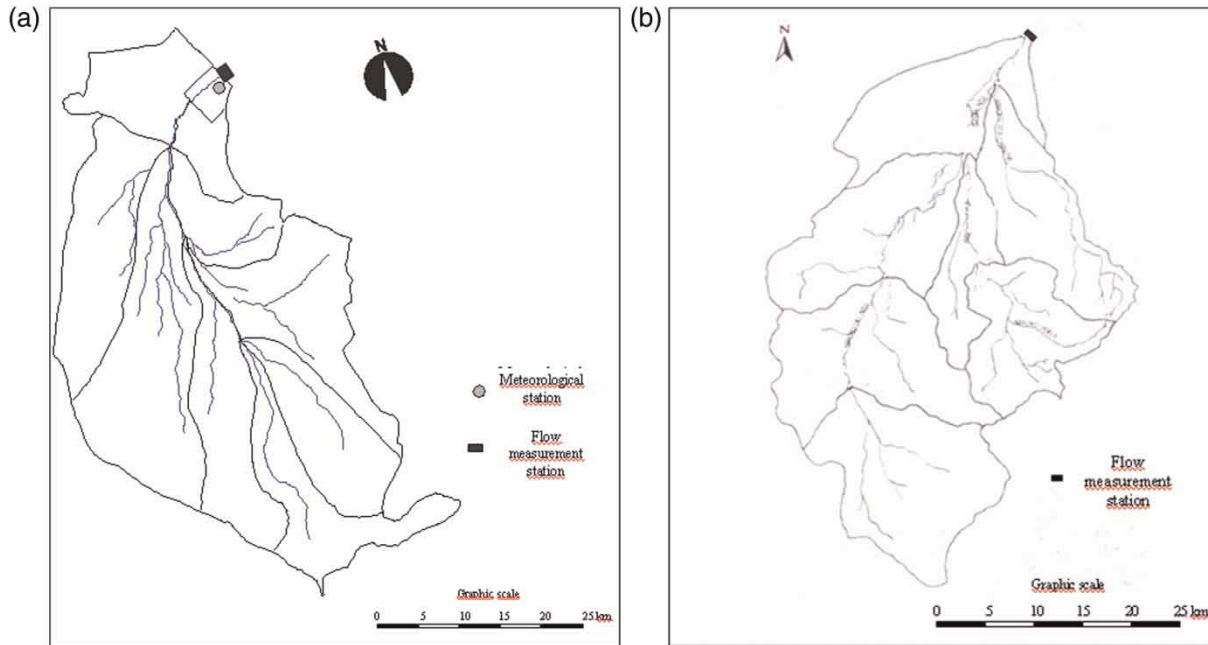 (a)
N
Meteorological
station
Flow
measurement
station
Graphic scale
0 5 10 15 20 25 km
(b)
N
Flow
measurement
station
Graphic scale
0 5 10 15 20 25 km